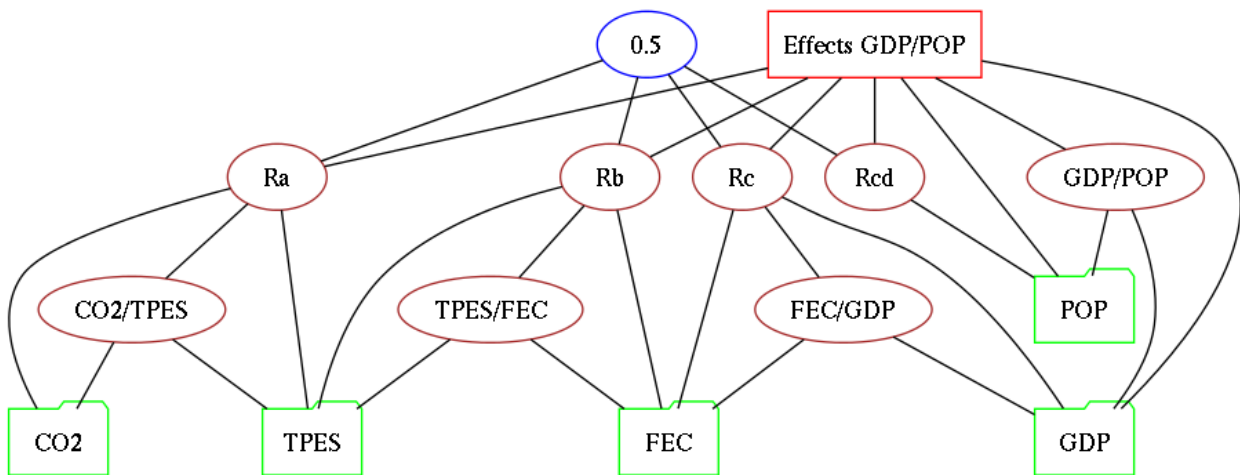 0.5
Effects GDP/POP
Ra
Rb
Rc
Rcd
GDP/POP
CO2/TPES
TPES/FEC
FEC/GDP
POP
CO2
TPES
FEC
GDP